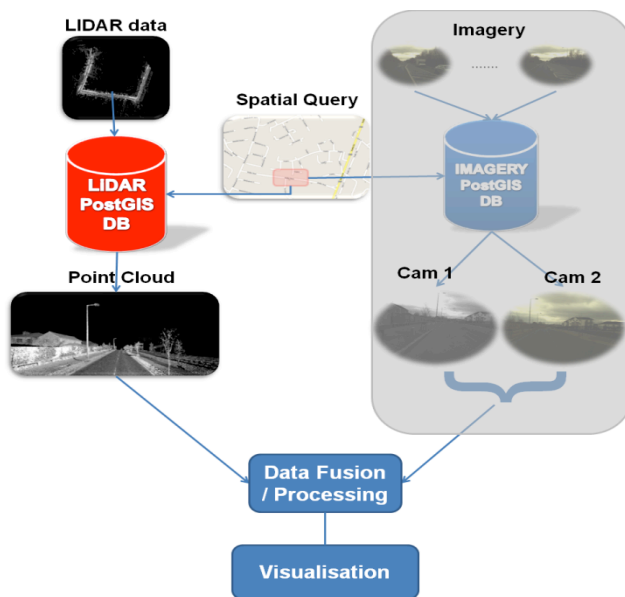 LIDAR data
Imagery
.......
Spatial Query
LIDAR
PostGIS
DB
IMAGERY
PostGIS
DB
Point Cloud
Cam 1
Cam 2
Data Fusion
/ Processing
Visualisation